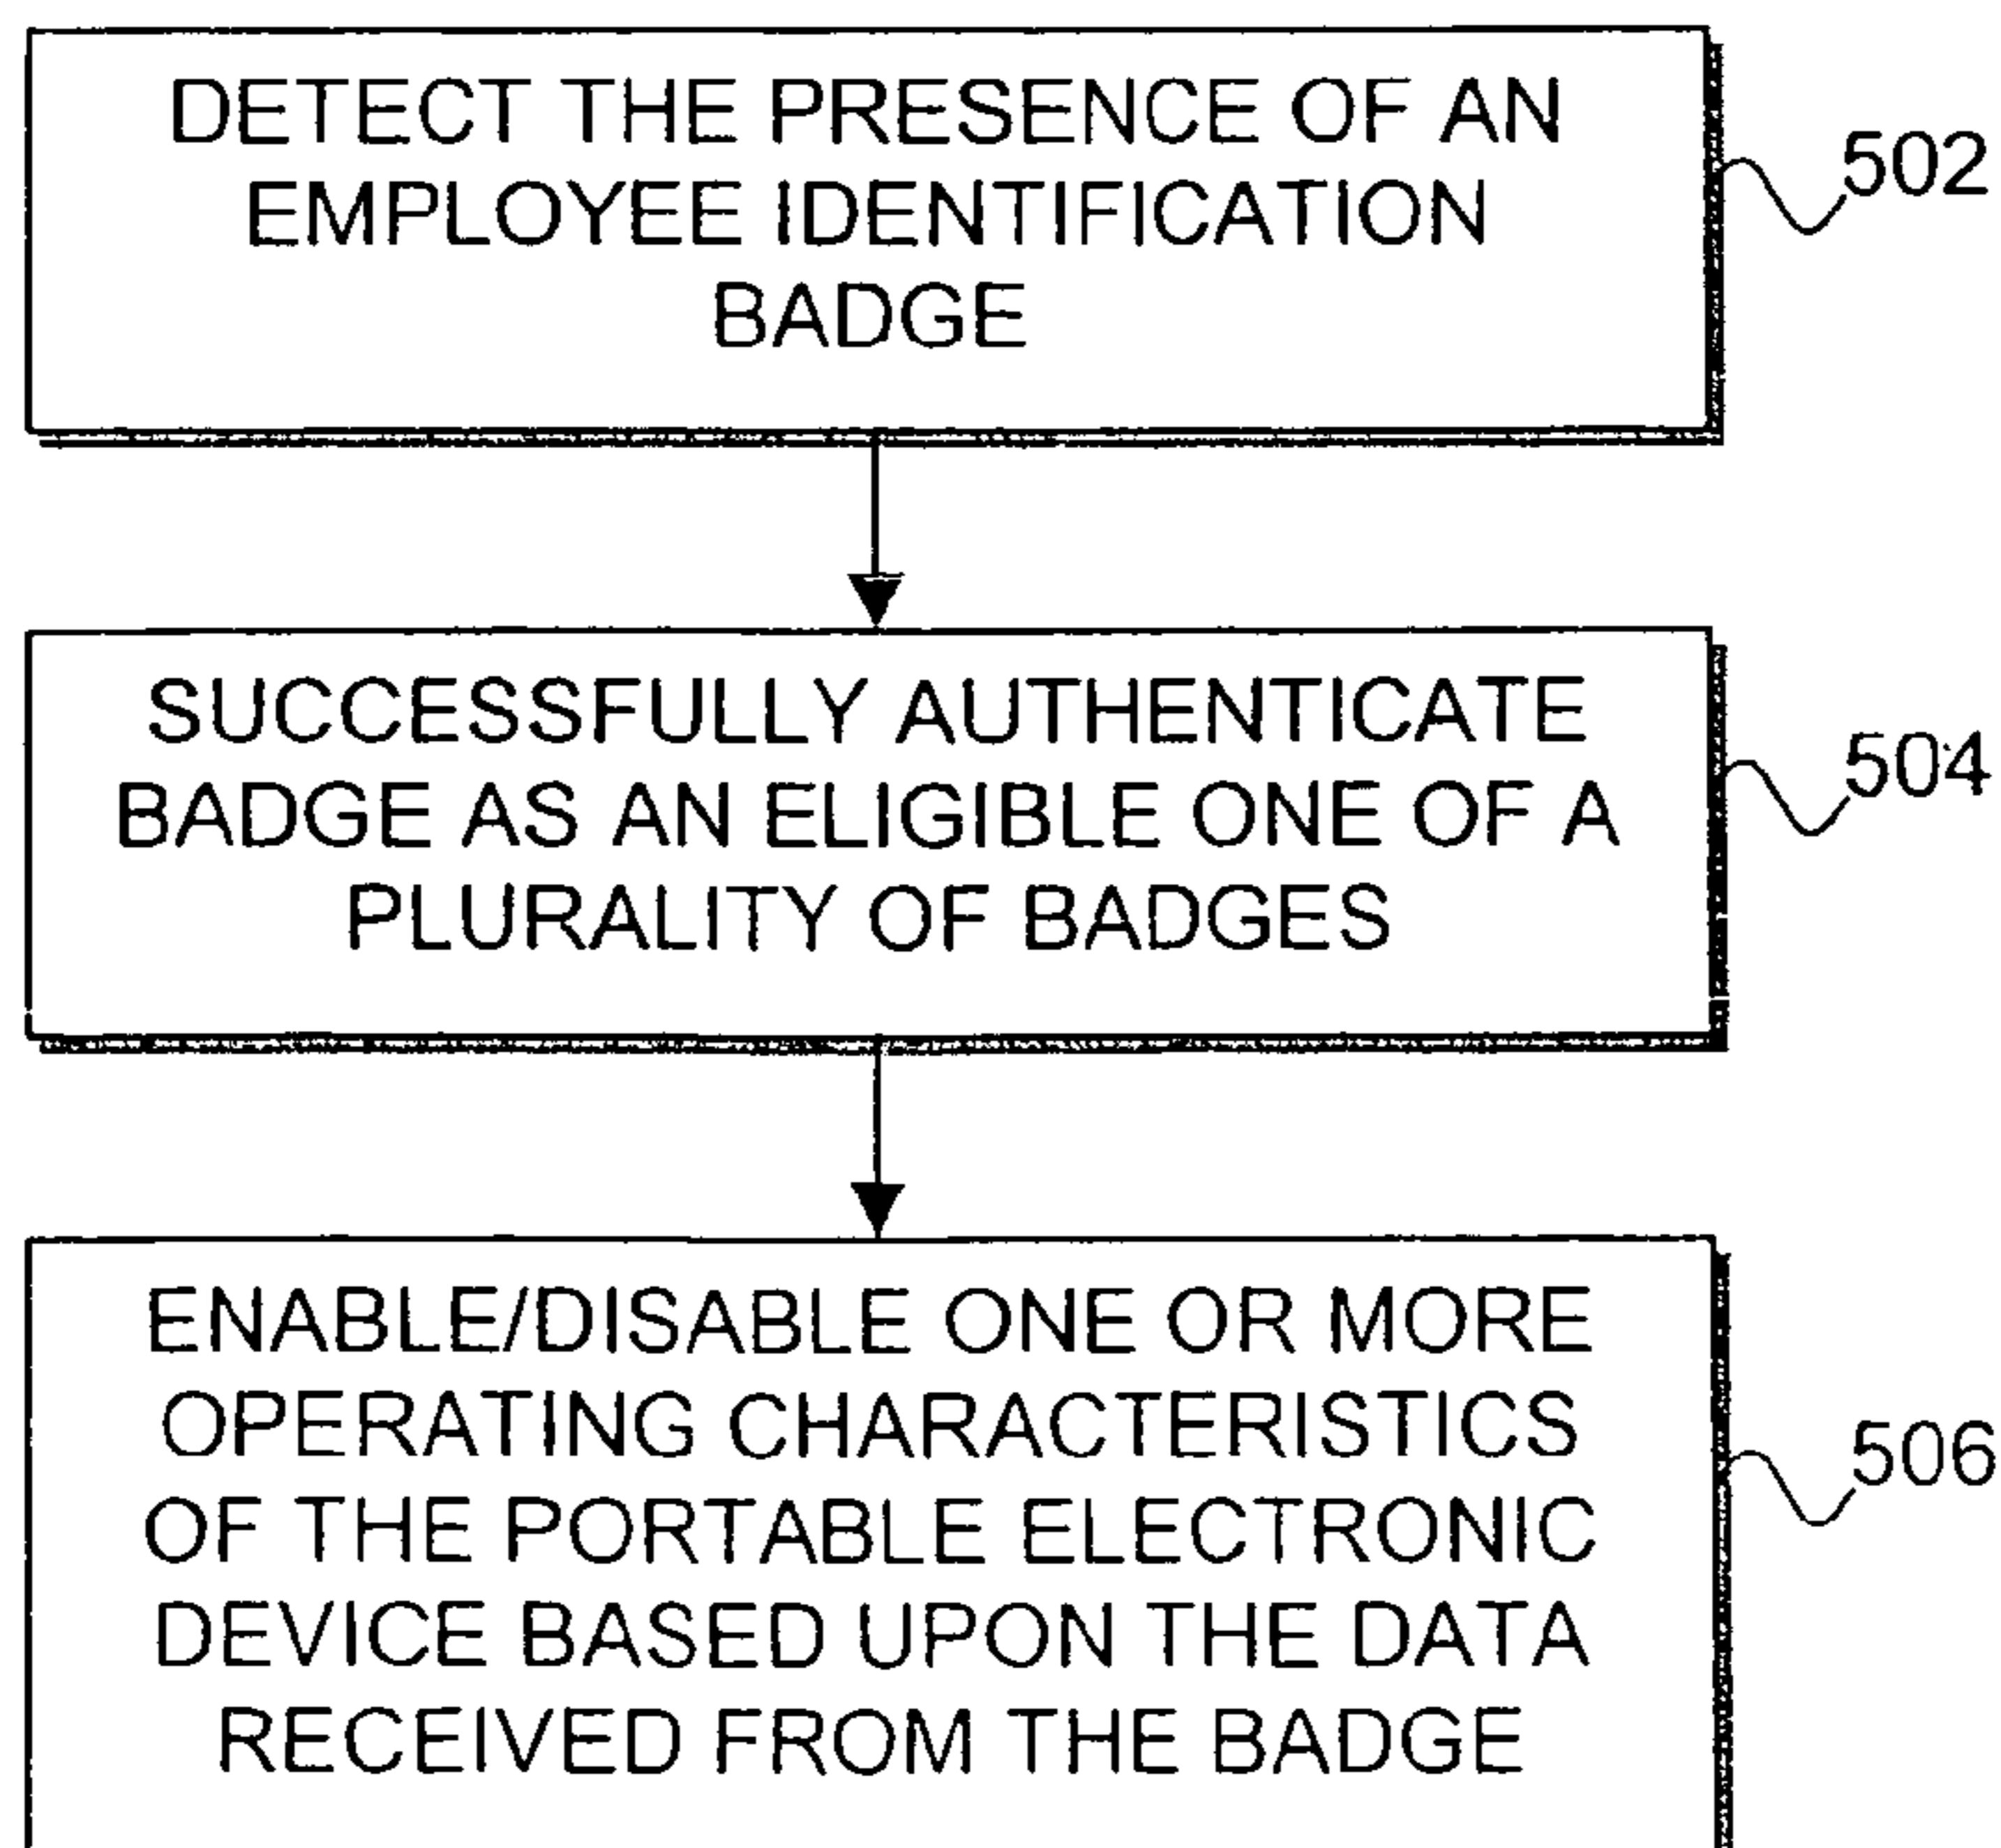 DETECT THE PRESENCE OF AN
EMPLOYEE IDENTIFICATION
BADGE
502
SUCCESSFULLY AUTHENTICATE
BADGE AS AN ELIGIBLE ONE OF A
PLURALITY OF BADGES
504
ENABLE/DISABLE ONE OR MORE
OPERATING CHARACTERISTICS
OF THE PORTABLE ELECTRONIC
DEVICE BASED UPON THE DATA
RECEIVED FROM THE BADGE
506